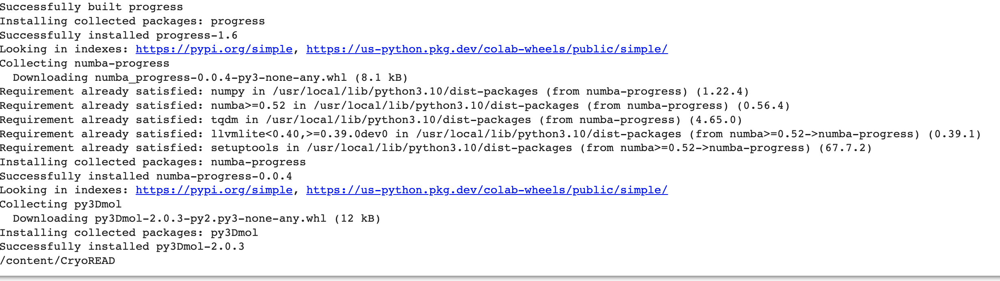 Successfully built progress
Installing collected packages: progress
Successfully installed progress-1.6
Looking in indexes: https://pypi.org/simple, https://us-python.pkg.dev/colab-wheels/public/simple/
Collecting numba-progress
  Downloading numba_progress-0.0.4-py3-none-any.whl (8.1 kB)
Requirement already satisfied: numpy in /usr/local/lib/python3.10/dist-packages (from numba-progress) (1.22.4)
Requirement already satisfied: numba>=0.52 in /usr/local/lib/python3.10/dist-packages (from numba-progress) (0.56.4)
Requirement already satisfied: tqdm in /usr/local/lib/python3.10/dist-packages (from numba-progress) (4.65.0)
Requirement already satisfied: llvmlite<0.40,>=0.39.0dev0 in /usr/local/lib/python3.10/dist-packages (from numba>=0.52->numba-progress) (0.39.1)
Requirement already satisfied: setuptools in /usr/local/lib/python3.10/dist-packages (from numba>=0.52->numba-progress) (67.7.2)
Installing collected packages: numba-progress
Successfully installed numba-progress-0.0.4
Looking in indexes: https://pypi.org/simple, https://us-python.pkg.dev/colab-wheels/public/simple/
Collecting py3Dmol
  Downloading py3Dmol-2.0.3-py2.py3-none-any.whl (12 kB)
Installing collected packages: py3Dmol
Successfully installed py3Dmol-2.0.3
/content/CryoREAD